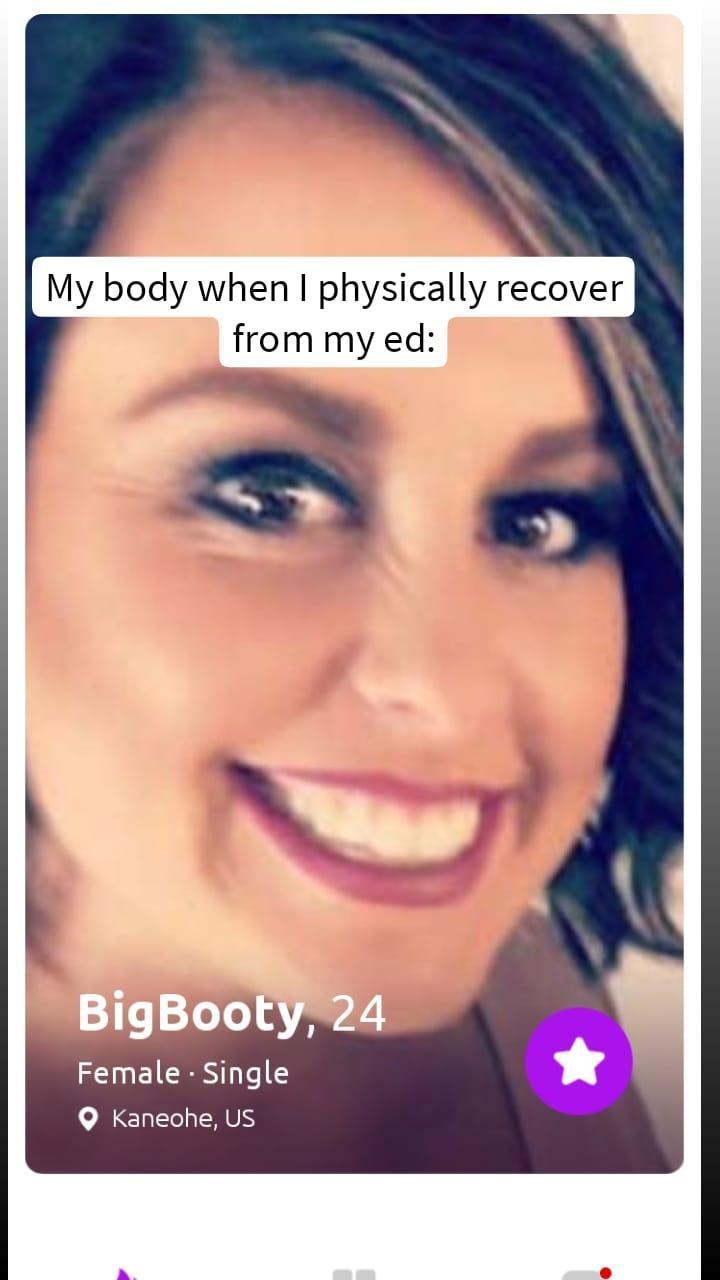 My body when I physically recover
from my ed:
BigBooty, 24
Female · Single
Kaneohe, US